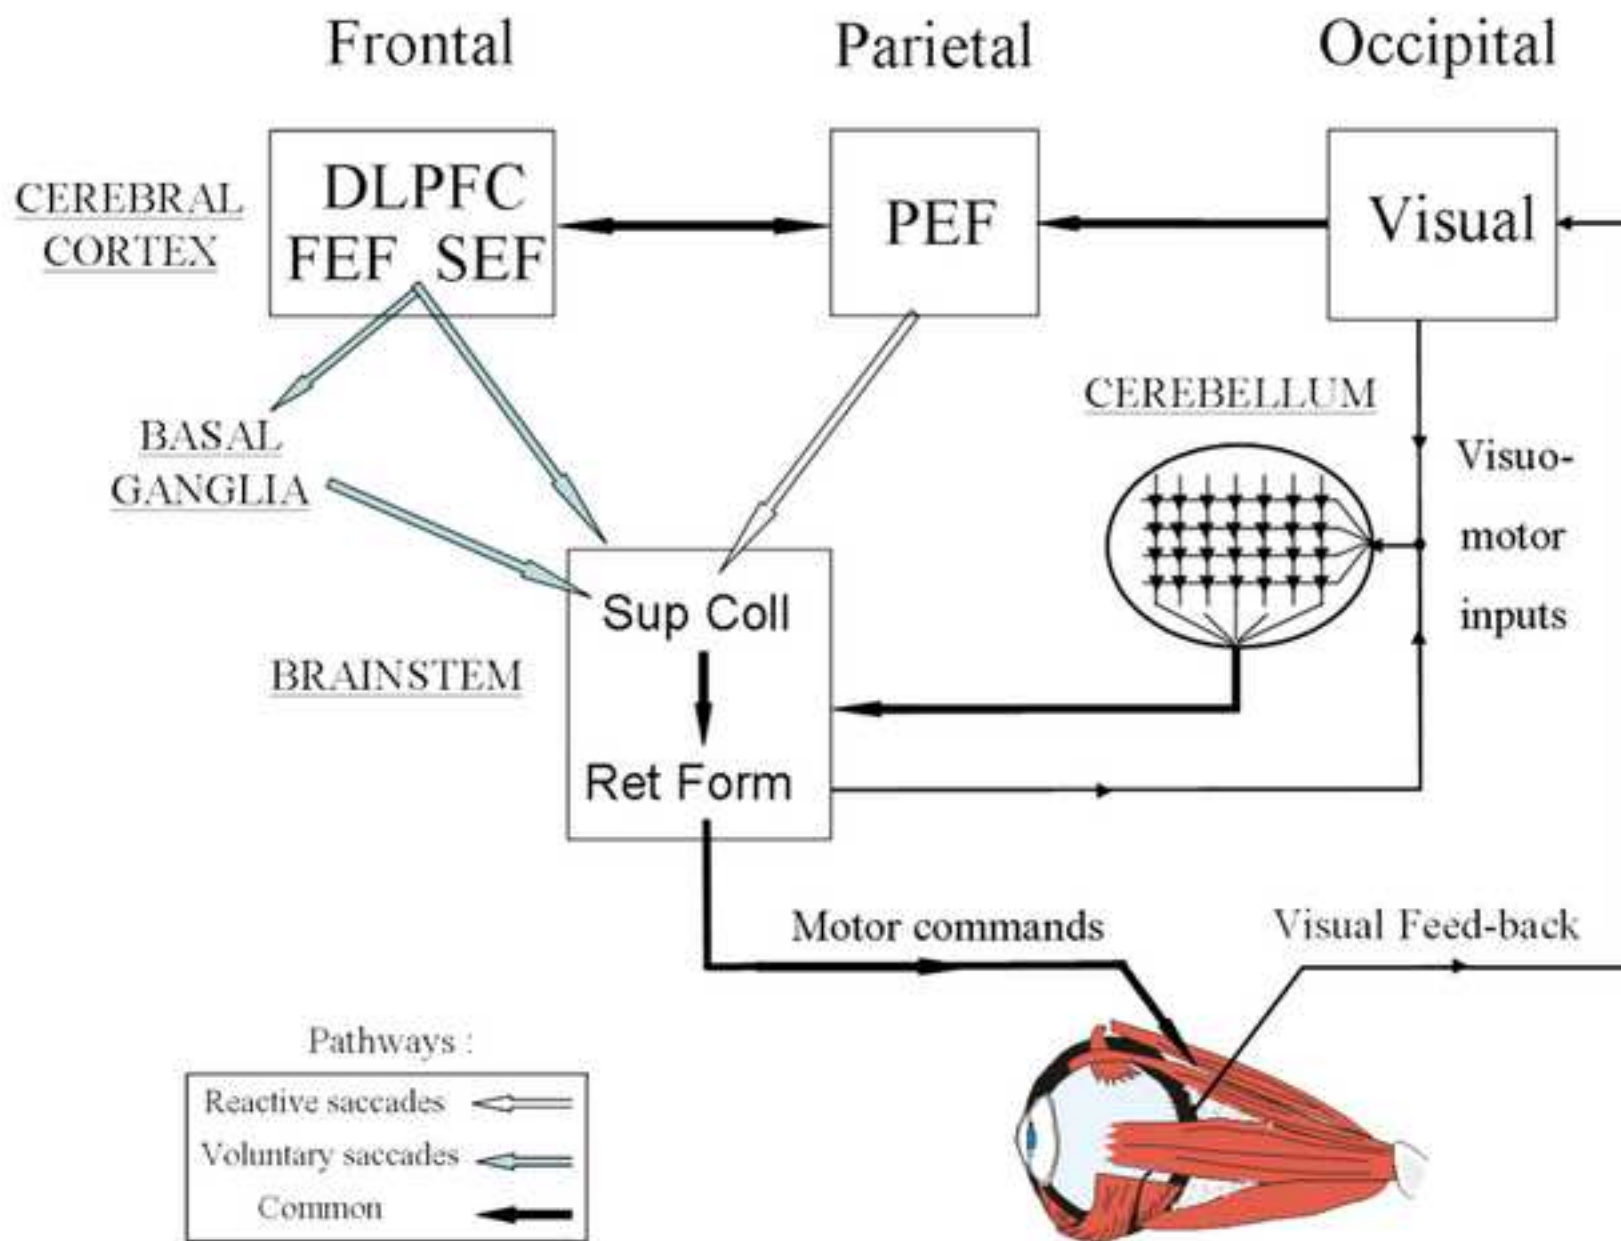 Frontal
Parietal
Occipital
CEREBRAL
CORTEX
DLPFC
FEF SEF
PEF
Visual
BASAL
GANGLIA
CEREBELLUM
Visuo-
motor
inputs
BRAINSTEM
Sup Coll
Ret Form
Motor commands
Visual Feed-back
Pathways :
Reactive saccades
Voluntary saccades
Common